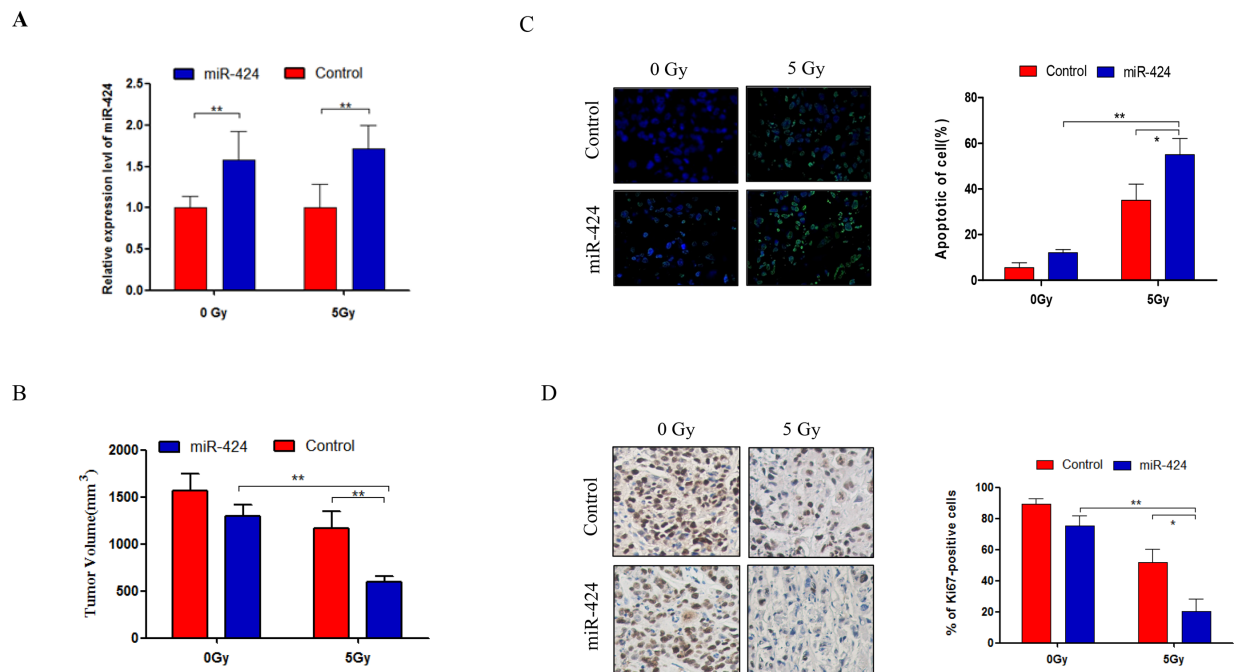 A
miR-424 Control
Relative expression levl of miR-424
2.5
2.0
1.5
1.0
0.5
0.0
** **
0 Gy 5Gy
B
miR-424 Control
Tumor Volume(mm³)
2000
1500
1000
500
0
**
**
0Gy 5Gy
C
0 Gy 5 Gy
Control
miR-424
Control miR-424
Apoptotic of cell(%)
80
60
40
20
0
**
*
0Gy 5Gy
D
0 Gy 5 Gy
Control
miR-424
Control miR-424
% of Ki67-positive cells
100
80
60
40
20
0
**
*
0Gy 5Gy